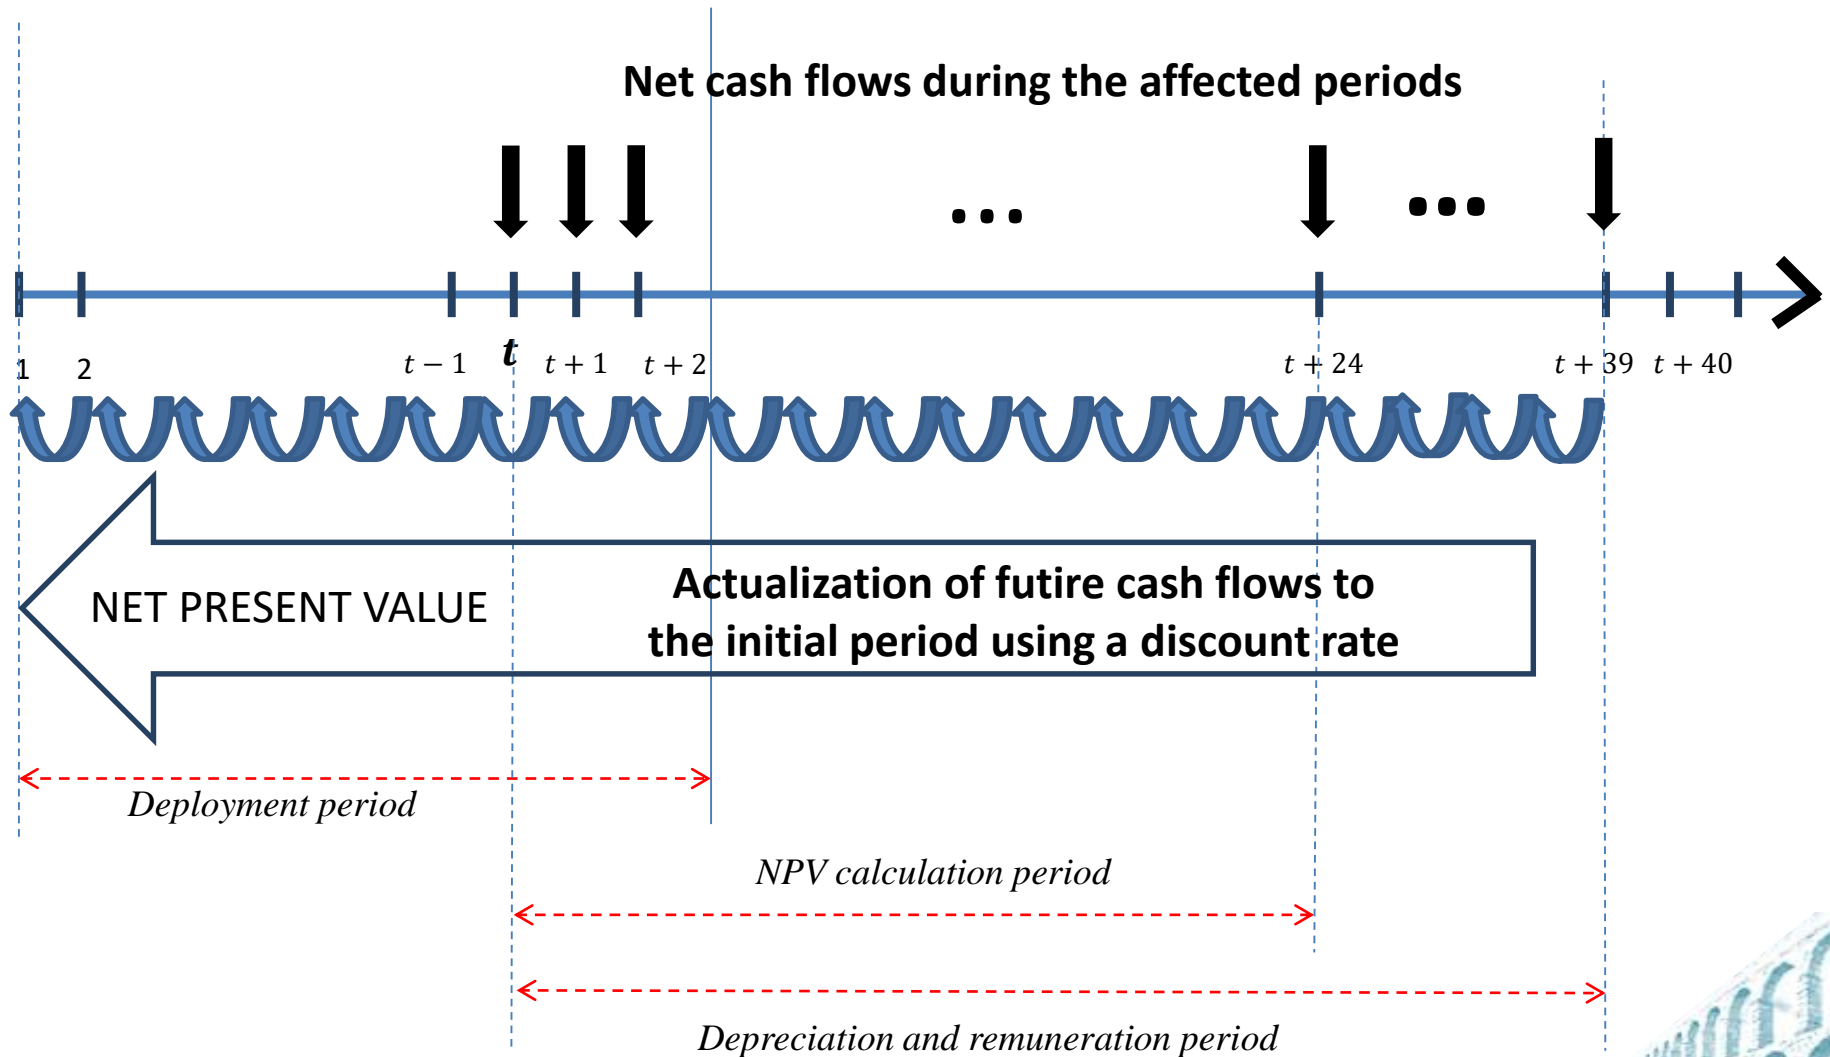 Net cash flows during the affected periods
... ...
1 2 t − 1 t t + 1 t + 2 t + 24 t + 39 t + 40
NET PRESENT VALUE
Actualization of futire cash flows to
the initial period using a discount rate
Deployment period
NPV calculation period
Depreciation and remuneration period